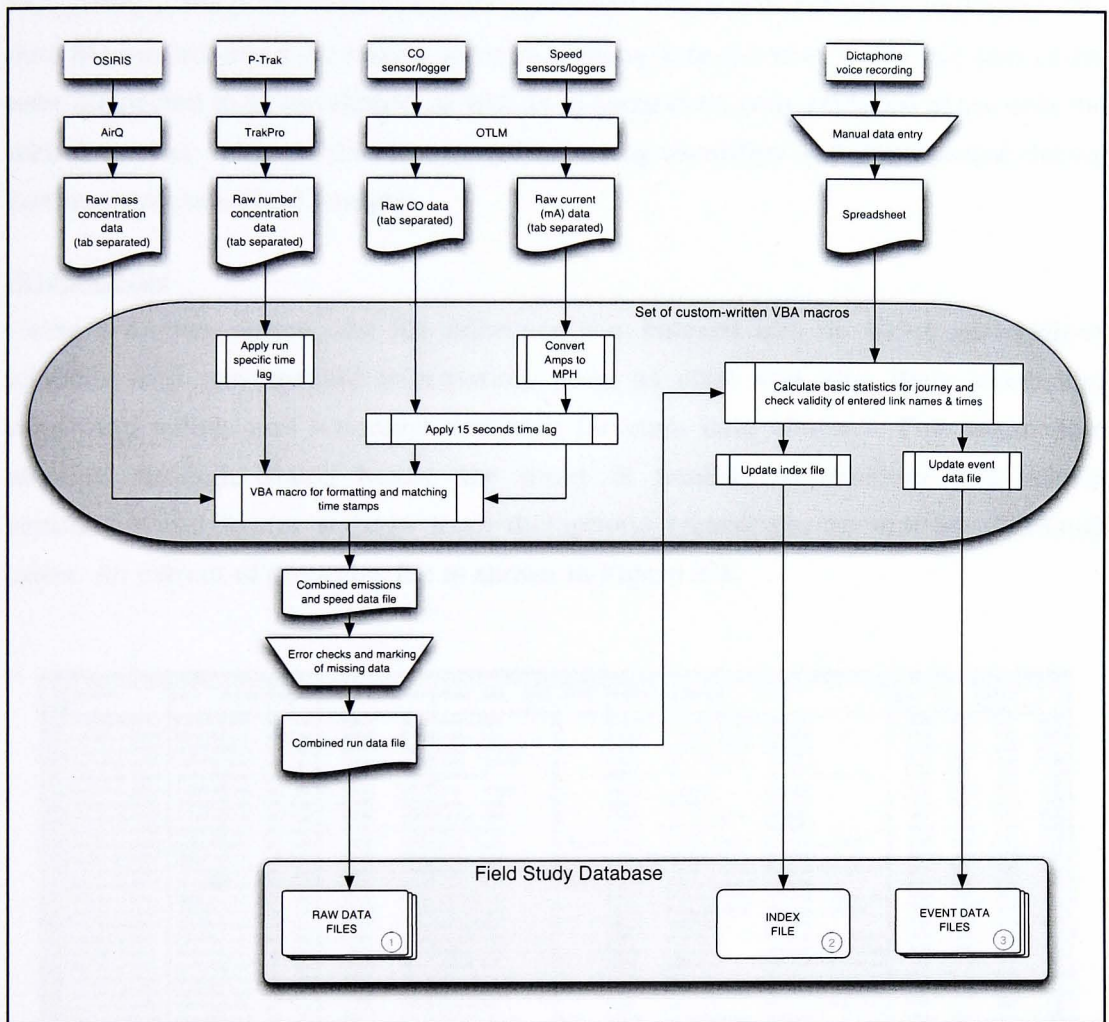 OSIRIS
P-Trak
CO
sensor/logger
Speed
sensors/loggers
Dictaphone
voice recording
AirQ
TrakPro
OTLM
Manual data entry
Raw mass
concentration
data
(tab separated)
Raw number
concentration
data
(tab separated)
Raw CO data
(tab separated)
Raw current
(mA) data
(tab separated)
Spreadsheet
Set of custom-written VBA macros
Apply run
specific time
lag
Convert
Amps to
MPH
Calculate basic statistics for journey and
check validity of entered link names & times
Apply 15 seconds time lag
Update index file
Update event
data file
VBA macro for formatting and matching
time stamps
Combined emissions
and speed data file
Error checks and marking
of missing data
Combined run data file
Field Study Database
RAW DATA
FILES
1
INDEX
FILE
2
EVENT DATA
FILES
3